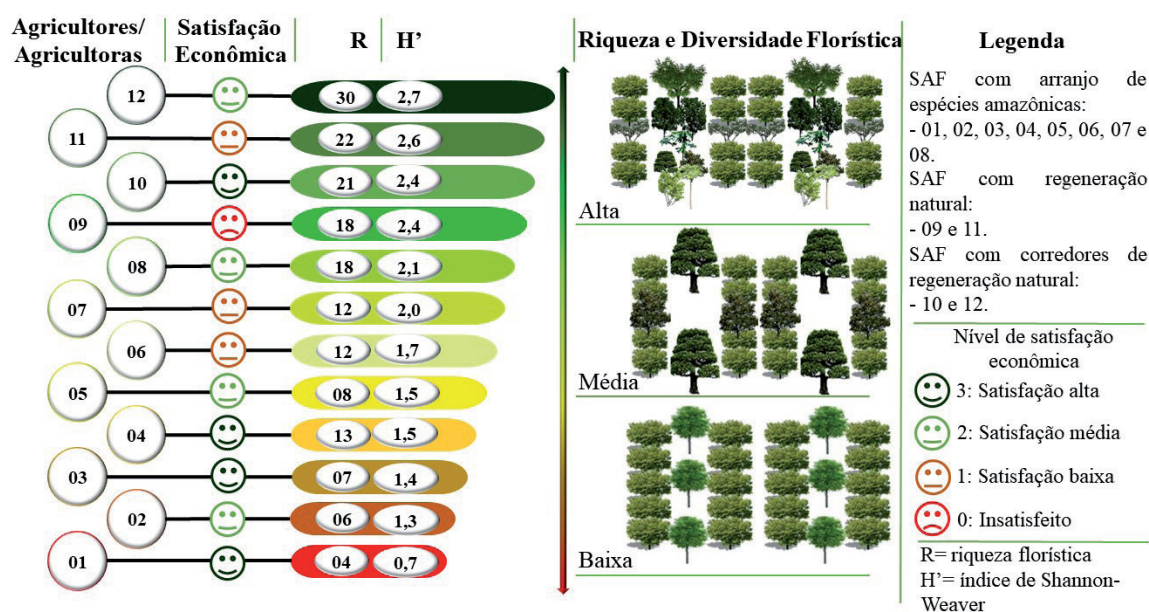 Agricultores/
Agricultoras
Satisfação
Econômica
R
H’
12
30
2,7
11
22
2,6
10
21
2,4
09
18
2,4
08
18
2,1
07
12
2,0
06
12
1,7
05
08
1,5
04
13
1,5
03
07
1,4
02
06
1,3
01
04
0,7
Riqueza e Diversidade Florística
Alta
Média
Baixa
Legenda
SAF com arranjo de
espécies amazônicas:
- 01, 02, 03, 04, 05, 06, 07 e
08.
SAF com regeneração
natural:
- 09 e 11.
SAF com corredores de
regeneração natural:
- 10 e 12.
Nível de satisfação
econômica
3: Satisfação alta
2: Satisfação média
1: Satisfação baixa
0: Insatisfeito
R= riqueza florística
H’= índice de Shannon-
Weaver